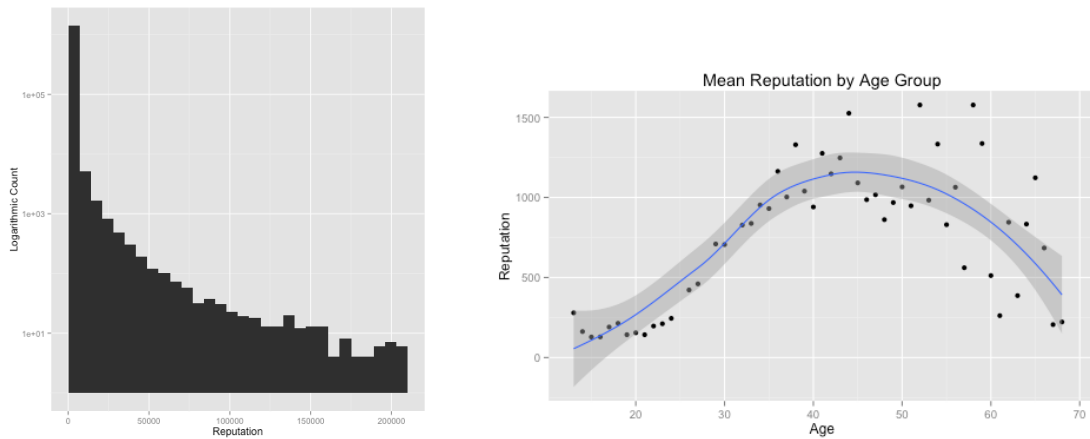 Logarithmic Count
1e+05
1e+03
1e+01
0
50000
100000
150000
200000
Reputation
Mean Reputation by Age Group
Reputation
1500
1000
500
0
20
30
40
50
60
70
Age